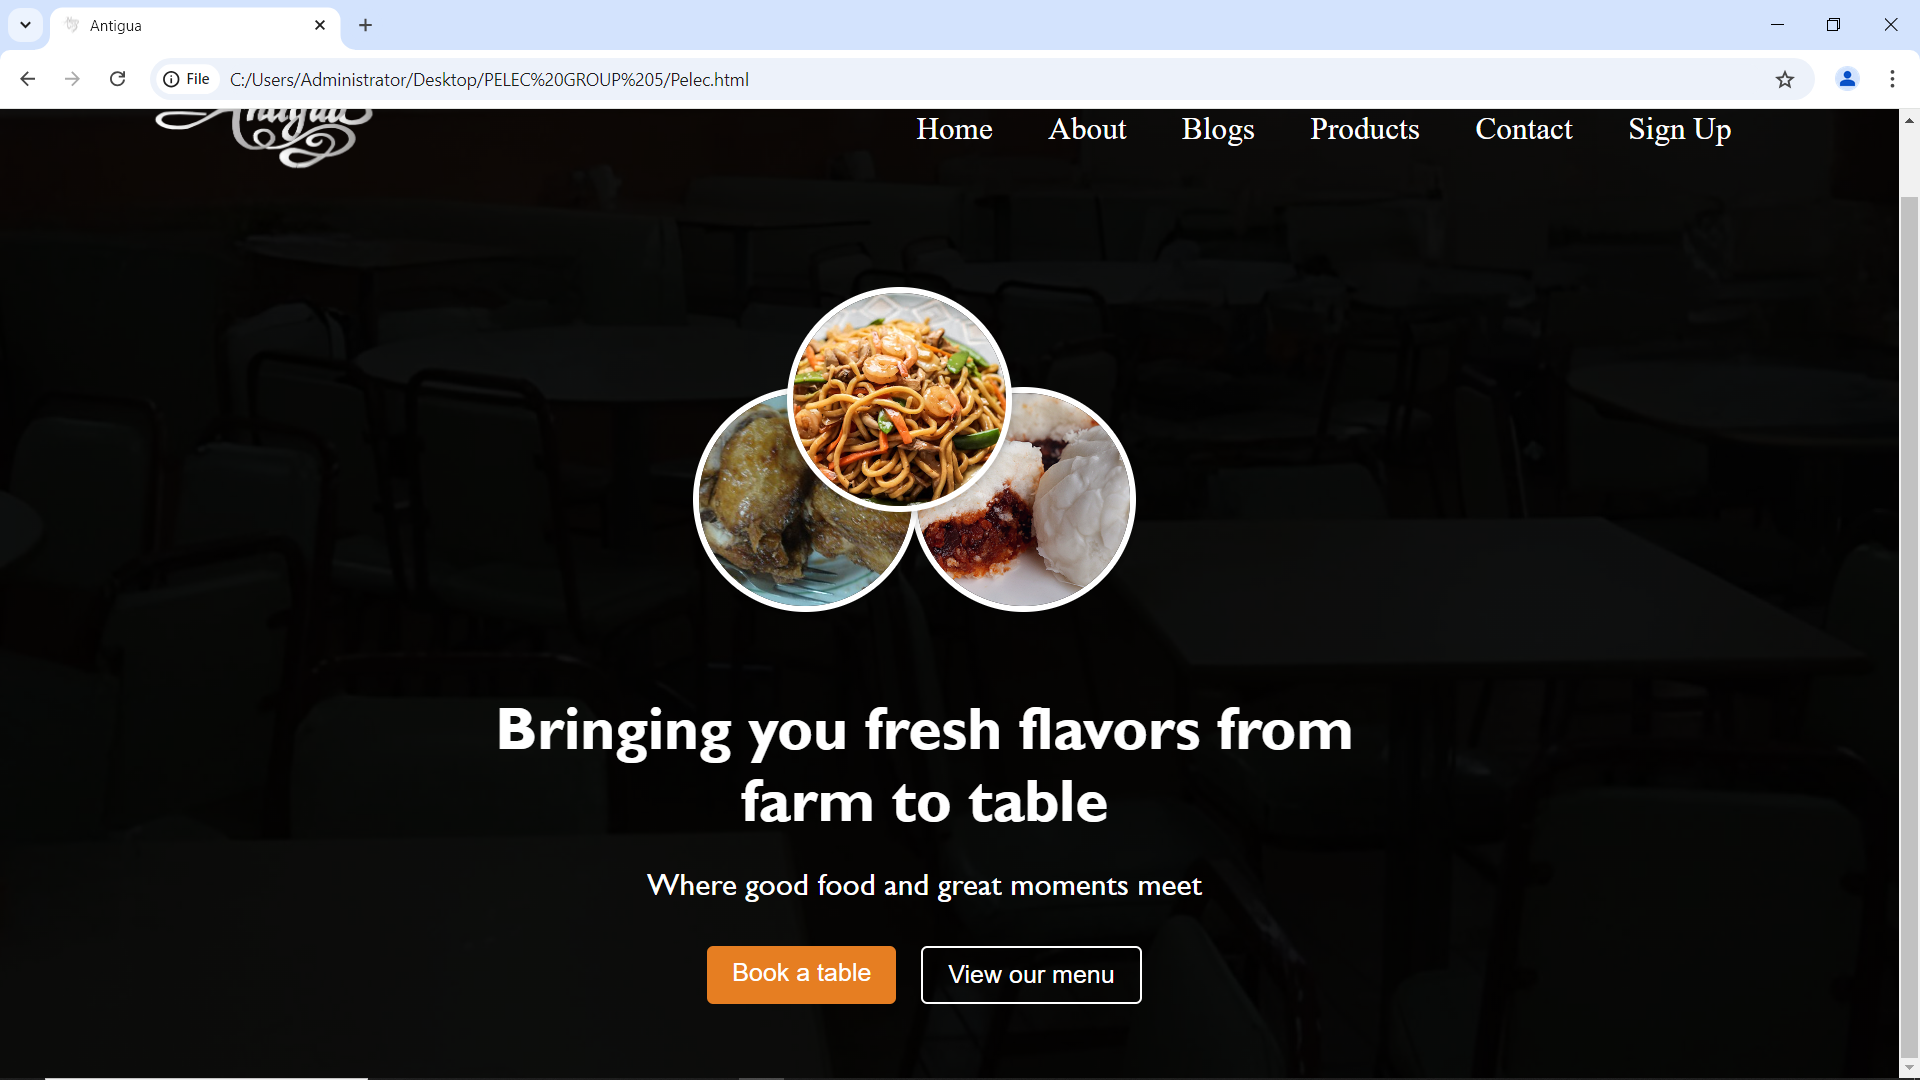 Antigua
File
C:/Users/Administrator/Desktop/PELEC%20GROUP%205/Pelec.html
Antigua
Home About Blogs Products Contact Sign Up
Bringing you fresh flavors from
farm to table
Where good food and great moments meet
Book a table View our menu